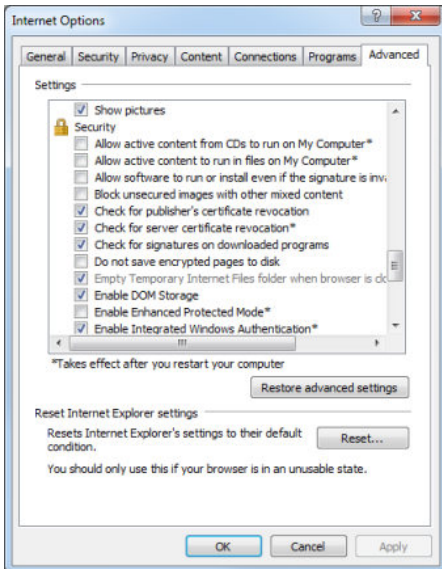 Internet Options
General Security Privacy Content Connections Programs Advanced
Settings
Show pictures
Security
Allow active content from CDs to run on My Computer*
Allow active content to run in files on My Computer*
Allow software to run or install even if the signature is inva
Block unsecured images with other mixed content
Check for publisher's certificate revocation
Check for server certificate revocation*
Check for signatures on downloaded programs
Do not save encrypted pages to disk
Empty Temporary Internet Files folder when browser is clo
Enable DOM Storage
Enable Enhanced Protected Mode*
Enable Integrated Windows Authentication*
*Takes effect after you restart your computer
Restore advanced settings
Reset Internet Explorer settings
Resets Internet Explorer's settings to their default
condition.
Reset...
You should only use this if your browser is in an unusable state.
OK Cancel Apply